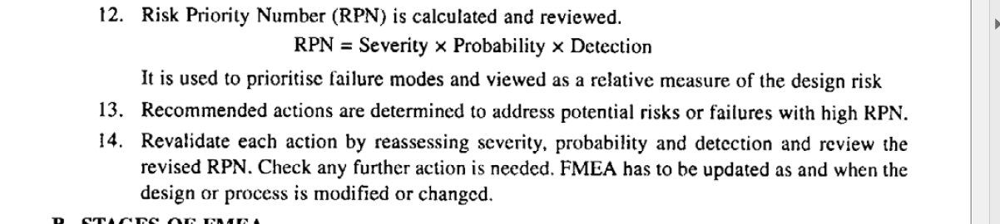 12. Risk Priority Number (RPN) is calculated and reviewed.
RPN = Severity × Probability × Detection
It is used to prioritise failure modes and viewed as a relative measure of the design risk
13. Recommended actions are determined to address potential risks or failures with high RPN.
14. Revalidate each action by reassessing severity, probability and detection and review the
revised RPN. Check any further action is needed. FMEA has to be updated as and when the
design or process is modified or changed.
B. STAGES OF FMEA